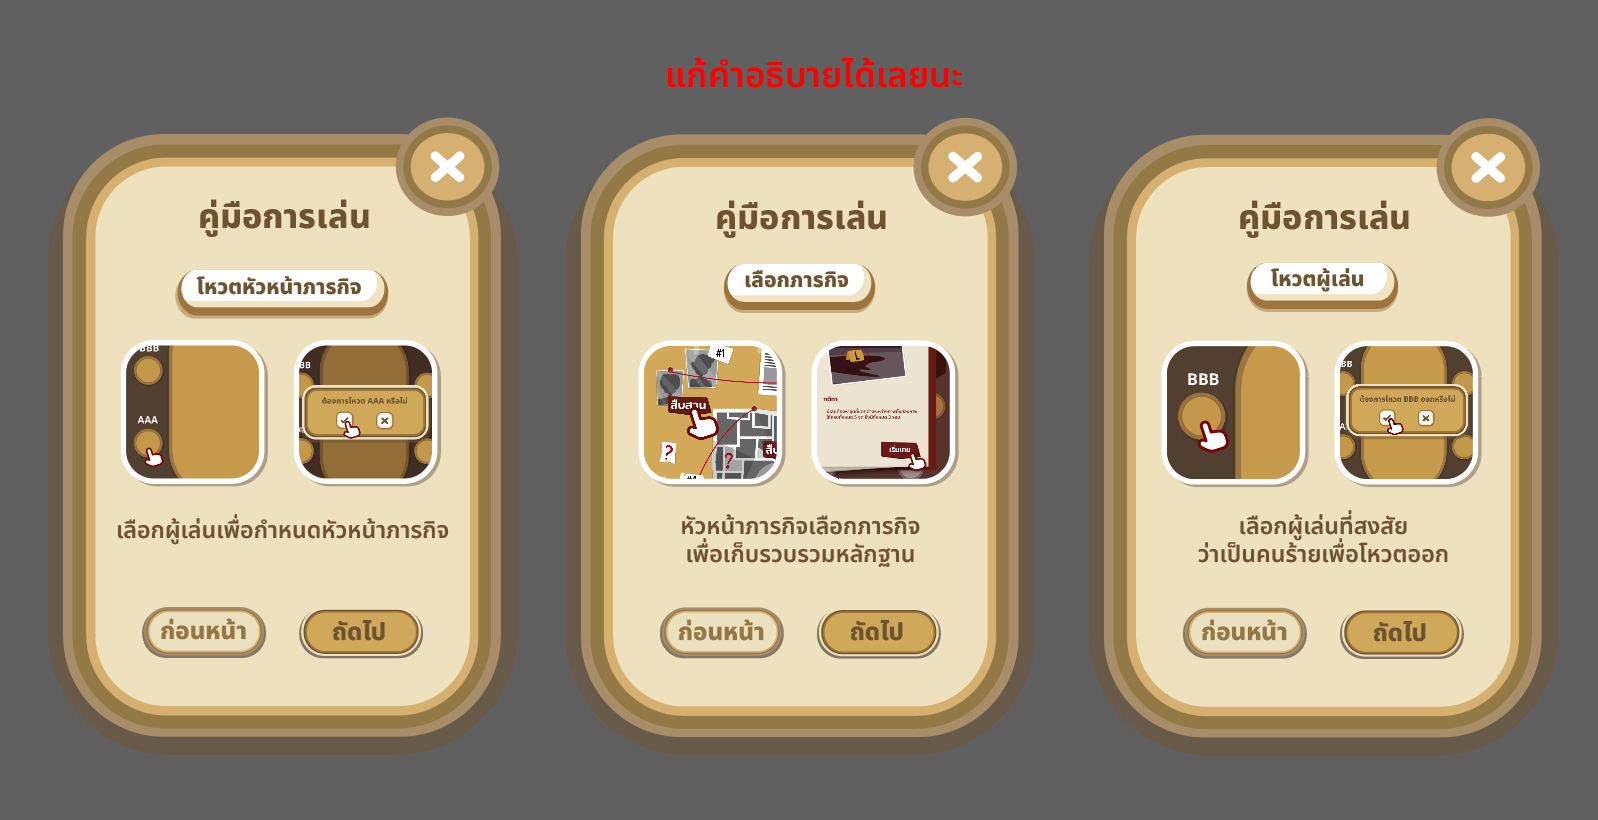 แก้คำอธิบายได้เลยนะ
คู่มือการเล่น
โหวตหัวหน้าภารกิจ
BBB
AAA
BB
ต้องการโหวต AAA หรือไม่
เลือกผู้เล่นเพื่อกำหนดหัวหน้าภารกิจ
ก่อนหน้า
ถัดไป
คู่มือการเล่น
เลือกภารกิจ
#1
สืบสวน
?
?
สืบ
#4
L
กติกา
เริ่มเกม
หัวหน้าภารกิจเลือกภารกิจ
เพื่อเก็บรวบรวมหลักฐาน
ก่อนหน้า
ถัดไป
คู่มือการเล่น
โหวตผู้เล่น
BBB
BB
ต้องการโหวต BBB ออกหรือไม่
เลือกผู้เล่นที่สงสัย
ว่าเป็นคนร้ายเพื่อโหวตออก
ก่อนหน้า
ถัดไป